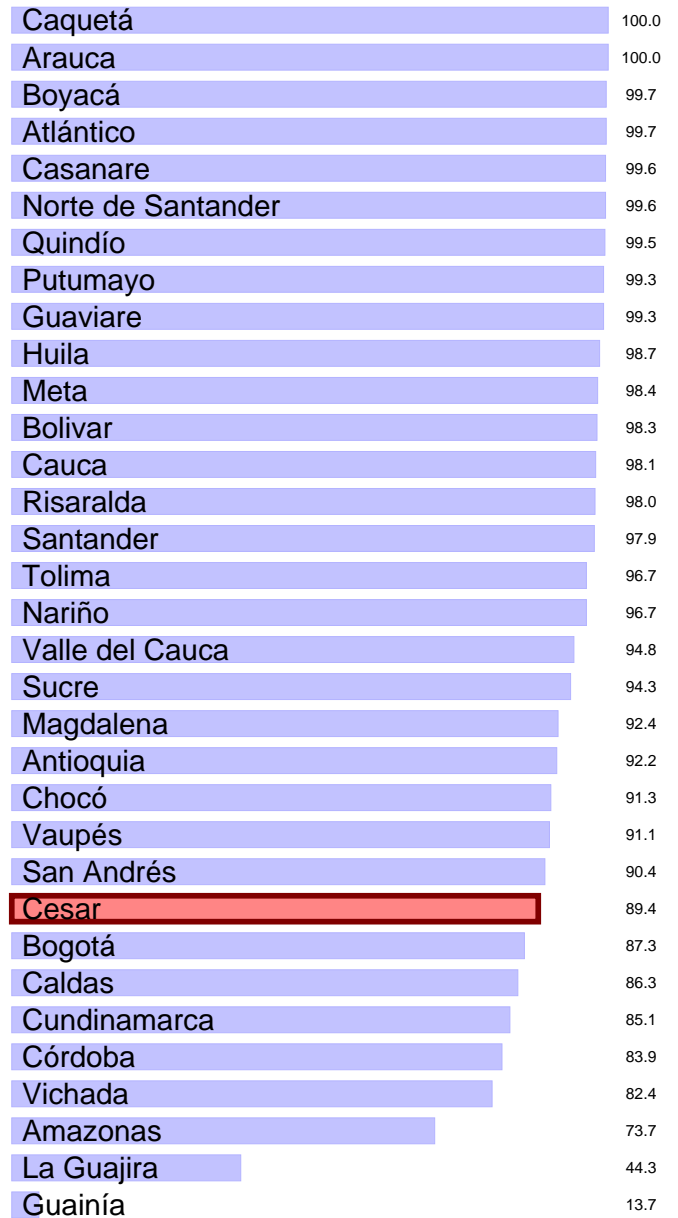 Caquetá 100.0
Arauca 100.0
Boyacá 99.7
Atlántico 99.7
Casanare 99.6
Norte de Santander 99.6
Quindío 99.5
Putumayo 99.3
Guaviare 99.3
Huila 98.7
Meta 98.4
Bolivar 98.3
Cauca 98.1
Risaralda 98.0
Santander 97.9
Tolima 96.7
Nariño 96.7
Valle del Cauca 94.8
Sucre 94.3
Magdalena 92.4
Antioquia 92.2
Chocó 91.3
Vaupés 91.1
San Andrés 90.4
Cesar 89.4
Bogotá 87.3
Caldas 86.3
Cundinamarca 85.1
Córdoba 83.9
Vichada 82.4
Amazonas 73.7
La Guajira 44.3
Guainía 13.7